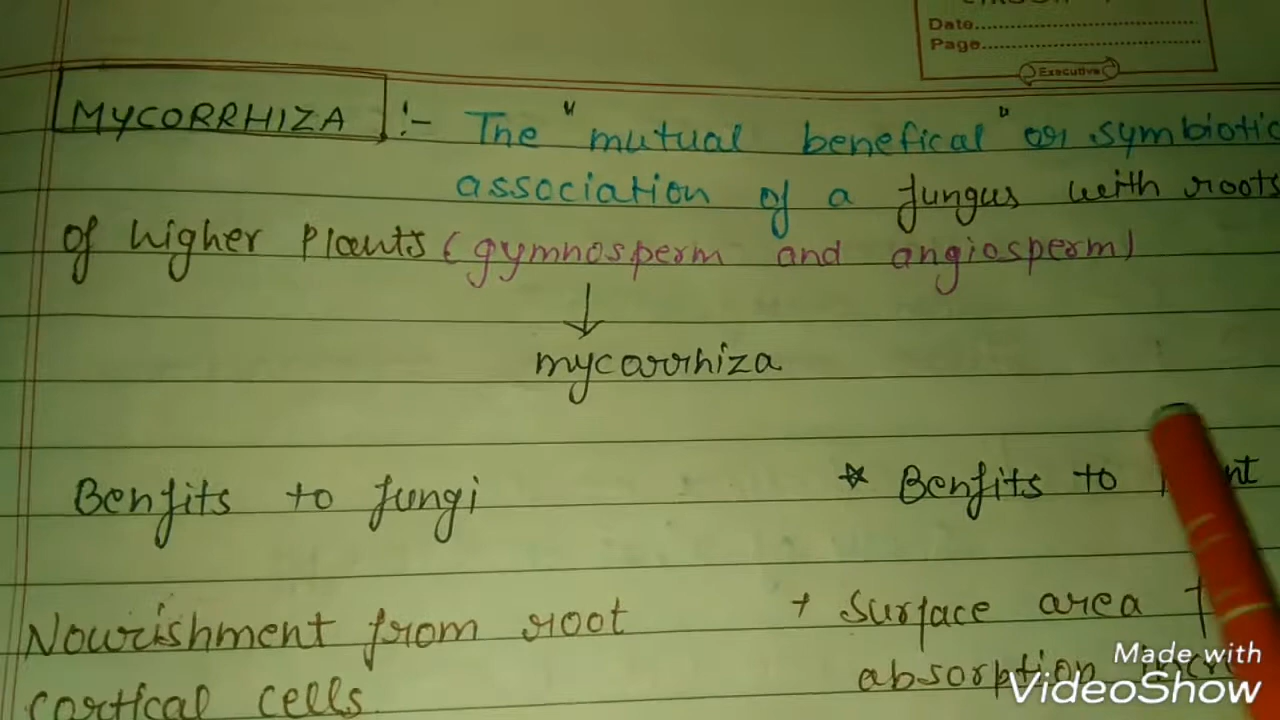 Date
Page
Executive
MYCORRHIZA :- The "mutual benefical" or symbiotic
association of a fungus with roots
of higher plants (gymnosperm and angiosperm)
↓
mycorrhiza
Benfits to fungi * Benfits to
Nourishment from root + Surface area
cortical cells. absorption
Made with
VideoShow